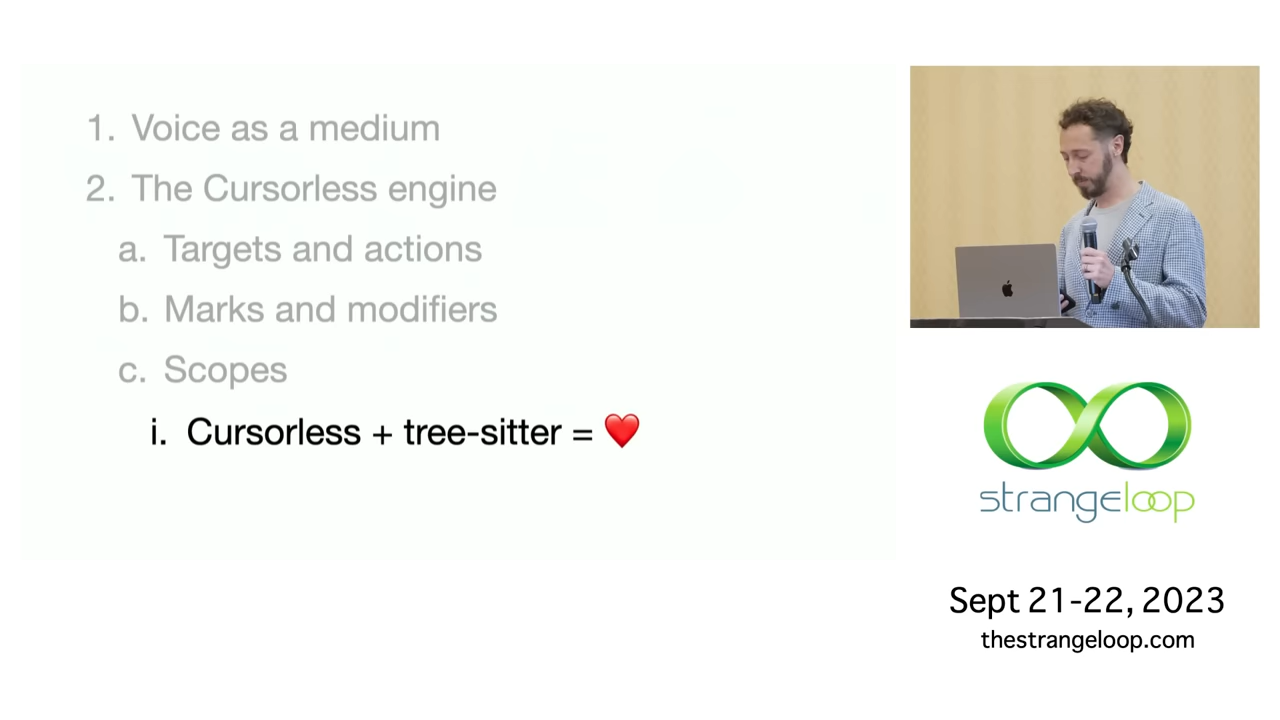 1. Voice as a medium
2. The Cursorless engine
a. Targets and actions
b. Marks and modifiers
c. Scopes
i. Cursorless + tree-sitter = ❤️
strangeloop
Sept 21-22, 2023
thestrangeloop.com